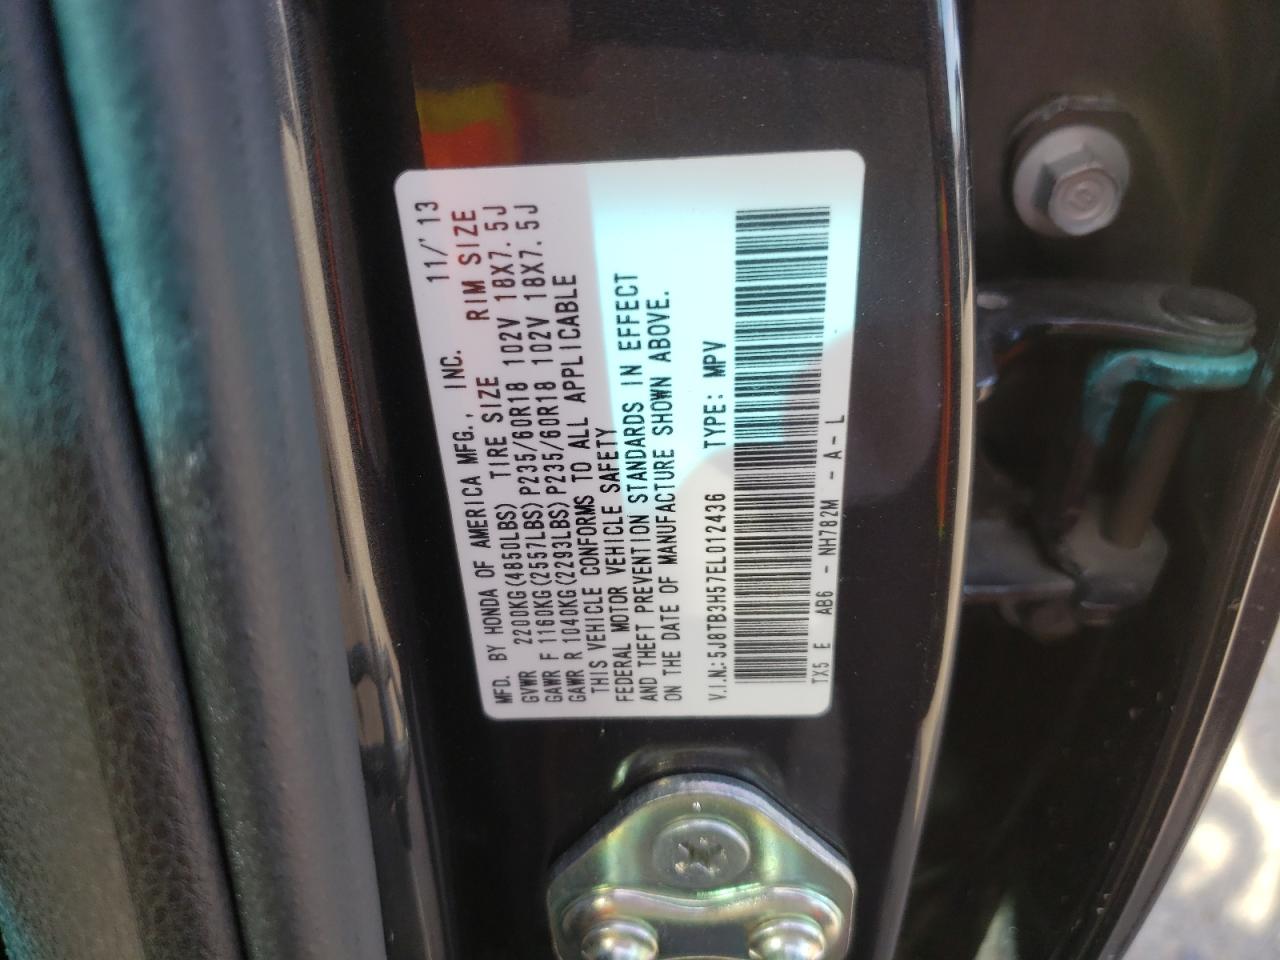 MFD. BY HONDA OF AMERICA MFG., INC. 11/'13
GVWR 2200KG(4850LBS) TIRE SIZE RIM SIZE
GAWR F 1160KG(2557LBS)P235/60R18 102V 18X7.5J
GAWR R 1040KG(2293LBS)P235/60R18 102V 18X7.5J
THIS VEHICLE CONFORMS TO ALL APPLICABLE
FEDERAL MOTOR VEHICLE SAFETY
AND THEFT PREVENTION STANDARDS IN EFFECT
ON THE DATE OF MANUFACTURE SHOWN ABOVE.
V.I.N.:5J8TB3H57EL012436 TYPE: MPV
TX5 E AB6 - NH782M - A - L